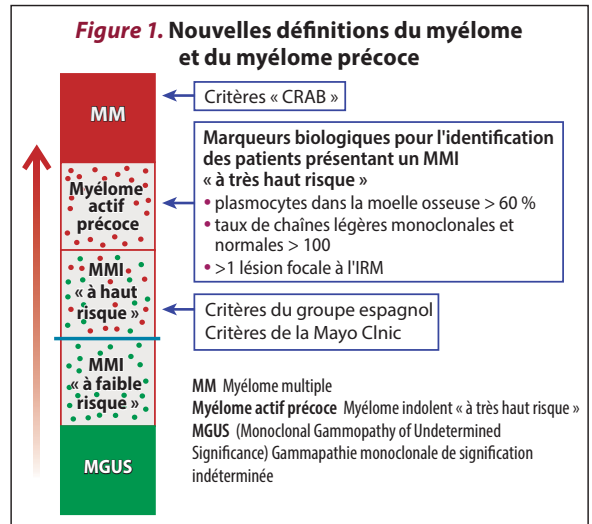 Figure 1. Nouvelles définitions du myélome
et du myélome précoce
MM
Critères « CRAB »
Myélome
actif
précoce
Marqueurs biologiques pour l'identification
des patients présentant un MMI
« à très haut risque »
• plasmocytes dans la moelle osseuse > 60 %
• taux de chaînes légères monoclonales et
normales > 100
• >1 lésion focale à l'IRM
MMI
« à haut
risque »
Critères du groupe espagnol
Critères de la Mayo Clnic
MMI
« à faible
risque »
MGUS
MM Myélome multiple
Myélome actif précoce Myélome indolent « à très haut risque »
MGUS (Monoclonal Gammopathy of Undetermined
Significance) Gammapathie monoclonale de signification
indéterminée